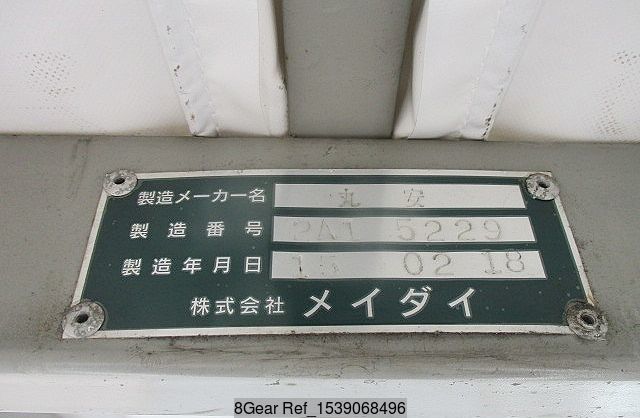 製造メーカー名 丸 安
製造番号 PA1 5229
製造年月日 02 18
株式会社 メイダイ
8Gear Ref_1539068496